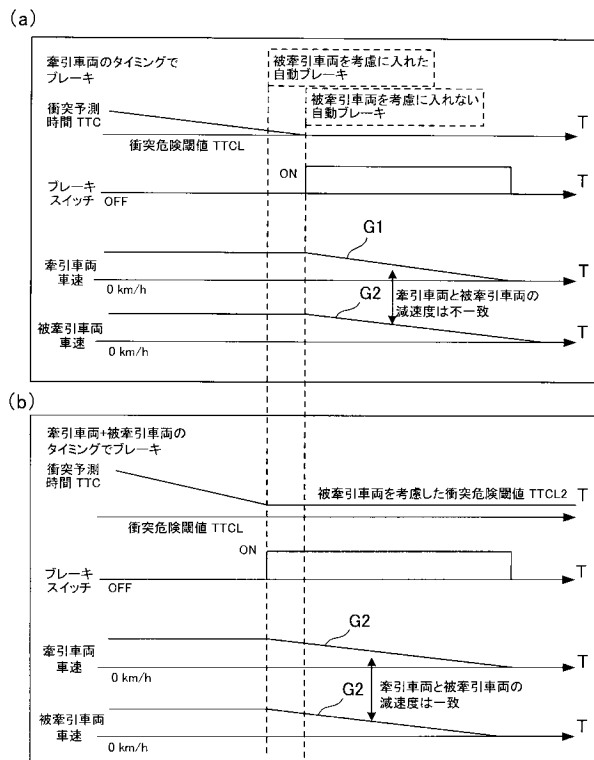 (a)
牽引車両のタイミングで
ブレーキ
被牽引車両を考慮に入れた
自動ブレーキ
被牽引車両を考慮に入れない
自動ブレーキ
衝突予測
時間 TTC
T
衝突危険閾値 TTCL
ON
ブレーキ
スイッチ
OFF
T
G1
牽引車両
車速
0 km/h
T
G2
牽引車両と被牽引車両の
減速度は不一致
被牽引車両
車速
0 km/h
T
(b)
牽引車両+被牽引車両の
タイミングでブレーキ
衝突予測
時間 TTC
被牽引車両を考慮した衝突危険閾値 TTCL2
T
衝突危険閾値 TTCL
ON
ブレーキ
スイッチ
OFF
T
G2
牽引車両
車速
0 km/h
T
G2
牽引車両と被牽引車両の
減速度は一致
被牽引車両
車速
0 km/h
T